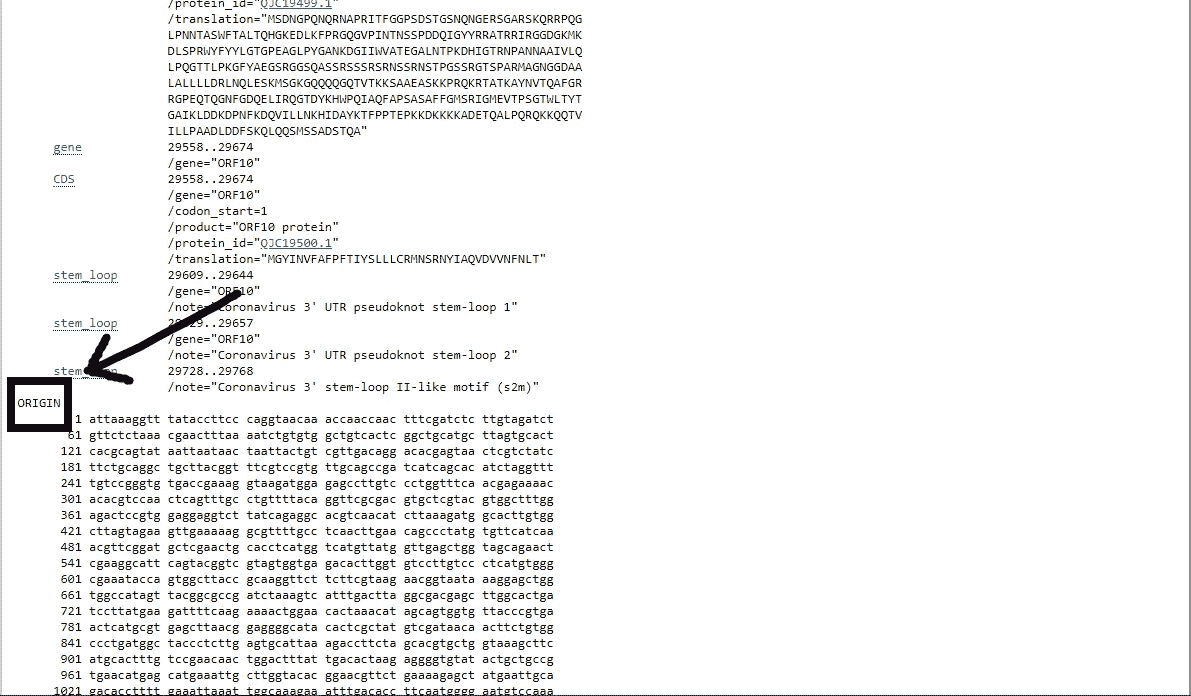 /protein_id="QJC19499.1"
/translation="MSDNGPQNQRNAPRITFGGPSDSTGSNQNGERSGARSKQRRPQG
LPNNTASWFTALTQHGKEDLKFPRGQGVPINTNSSPDDQIGYYRRATRRIRGGDGKMK
DLSPRWYFYYLGTGPEAGLPYGANKDGIIWVATEGALNTPKDHIGTRNPANNAAIVLQ
LPQGTTLPKGFYAEGSRGGSQASSRSSSRSRNSSRNSTPGSSRGTSPARMAGNGGDAA
LALLLLDRLNQLESKMSGKGQQQQGQTVTKKSAAEASKKPRQKRTATKAYNVTQAFGR
RGPEQTQGNFGDQELIRQGTDYKHWPQIAQFAPSASAFFGMSRIGMEVTPSGTWLTYT
GAIKLDDKDPNFKDQVILLNKHIDAYKTFPPTEPKKDKKKKADETQALPQRQKKQQTV
ILLPAADLDDFSKQLQQSMSSADSTQA"
gene 29558..29674
/gene="ORF10"
CDS 29558..29674
/gene="ORF10"
/codon_start=1
/product="ORF10 protein"
/protein_id="QJC19500.1"
/translation="MGYINVFAFPFTIYSLLLCRMNSRNYIAQVDVVNFNLT"
stem_loop 29609..29644
/gene="ORF10"
/note="Coronavirus 3' UTR pseudoknot stem-loop 1"
stem_loop 29629..29657
/gene="ORF10"
/note="Coronavirus 3' UTR pseudoknot stem-loop 2"
stem_loop 29728..29768
/note="Coronavirus 3' stem-loop II-like motif (s2m)"
ORIGIN
1 attaaaggtt tataccttcc caggtaacaa accaaccaac tttcgatctc ttgtagatct
61 gttctctaaa cgaactttaa aatctgtgtg gctgtcactc ggctgcatgc ttagtgcact
121 cacgcagtat aattaataac taattactgt cgttgacagg acacgagtaa ctcgtctatc
181 ttctgcaggc tgcttacggt ttcgtccgtg ttgcagccga tcatcagcac atctaggttt
241 tgtccgggtg tgaccgaaag gtaagatgga gagccttgtc cctggtttca acgagaaaac
301 acacgtccaa ctcagtttgc ctgttttaca ggttcgcgac gtgctcgtac gtggctttgg
361 agactccgtg gaggaggtct tatcagaggc acgtcaacat cttaaagatg gcacttgtgg
421 cttagtagaa gttgaaaaag gcgttttgcc tcaacttgaa cagccctatg tgttcatcaa
481 acgttcggat gctcgaactg cacctcatgg tcatgttatg gttgagctgg tagcagaact
541 cgaaggcatt cagtacggtc gtagtggtga gacacttggt gtccttgtcc ctcatgtggg
601 cgaaatacca gtggcttacc gcaaggttct tcttcgtaag aacggtaata aaggagctgg
661 tggccatagt tacggcgccg atctaaagtc atttgactta ggcgacgagc ttggcactga
721 tccttatgaa gattttcaag aaaactggaa cactaaacat agcagtggtg ttacccgtga
781 actcatgcgt gagcttaacg gaggggcata cactcgctat gtcgataaca acttctgtgg
841 ccctgatggc taccctcttg agtgcattaa agaccttcta gcacgtgctg gtaaagcttc
901 atgcactttg tccgaacaac tggactttat tgacactaag aggggtgtat actgctgccg
961 tgaacatgag catgaaattg cttggtacac ggaacgttct gaaaagagct atgaattgca
1021 gacacctttt gaaattaaat tggcaaagaa atttgacacc ttcaatgggg aatgtccaaa